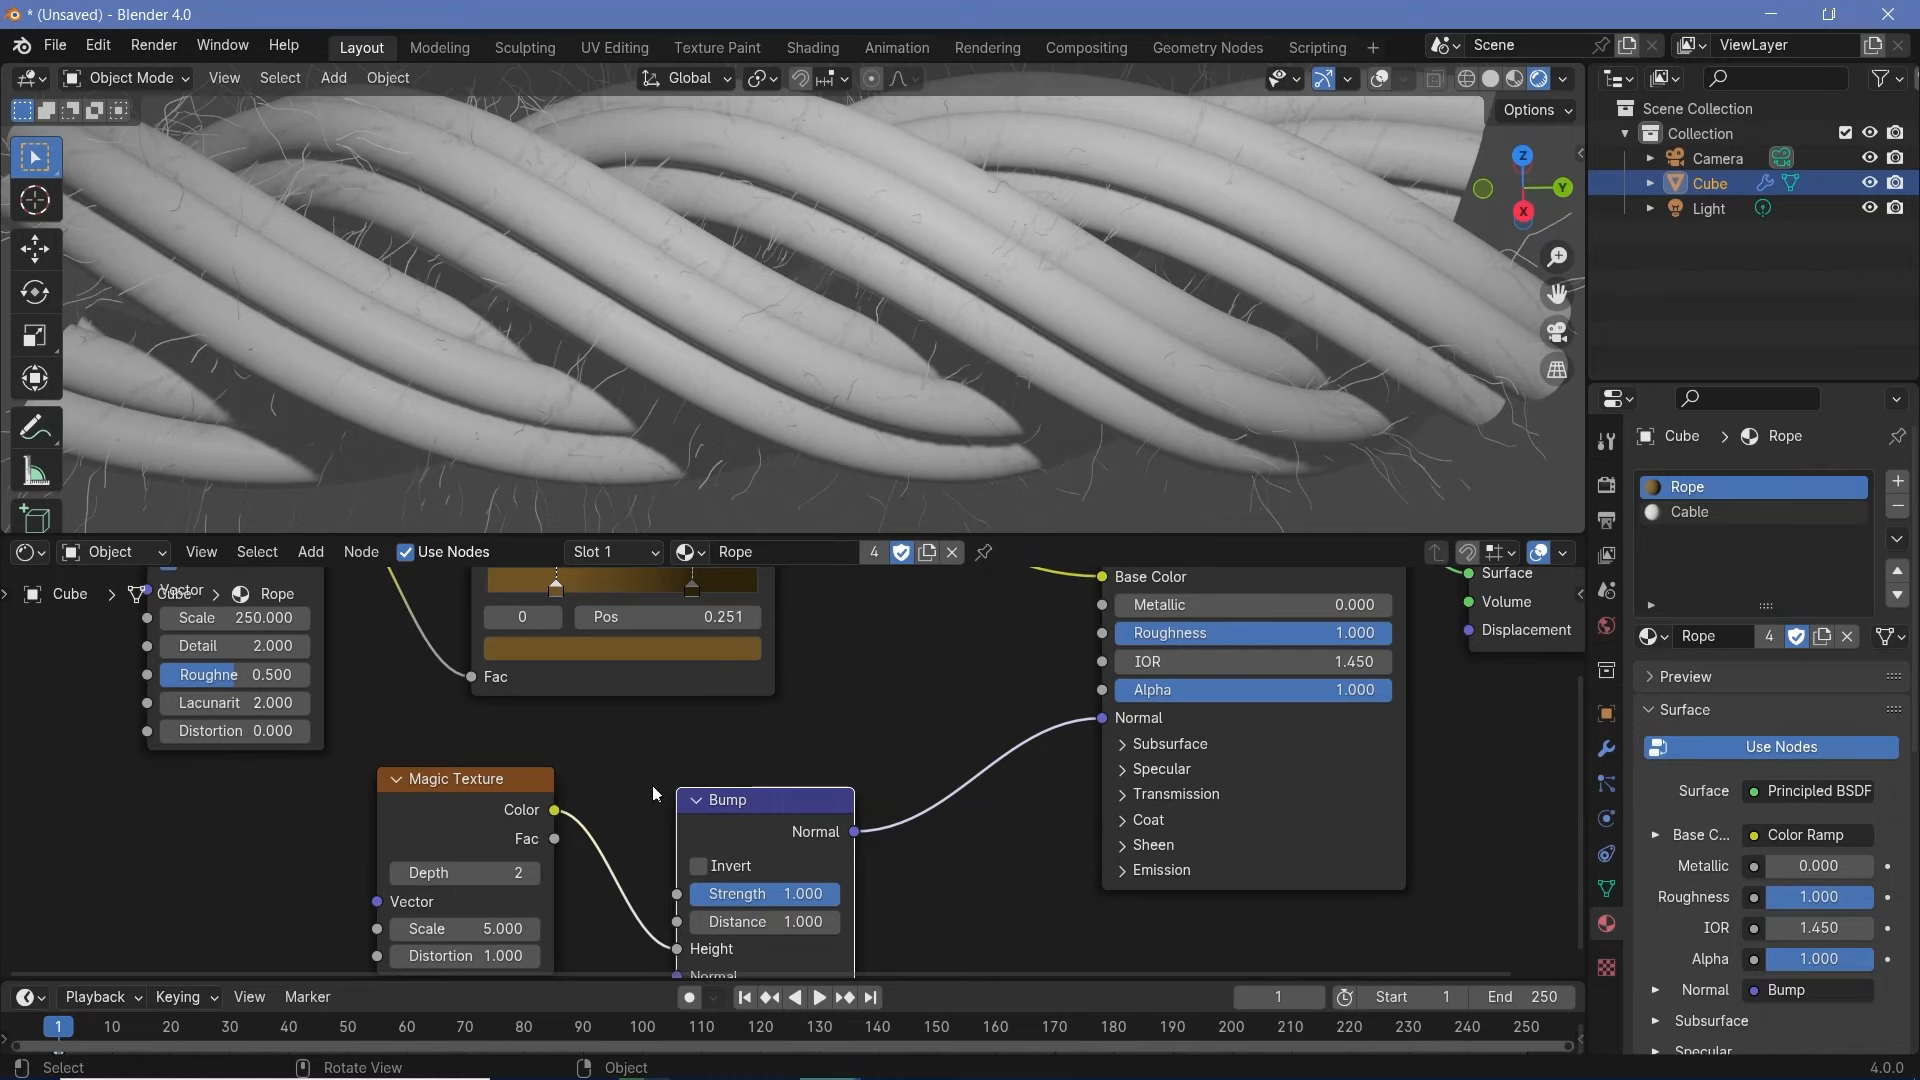 * (Unsaved) - Blender 4.0
File Edit Render Window Help Layout Modeling Sculpting UV Editing Texture Paint Shading Animation Rendering Compositing Geometry Nodes Scripting + Scene ViewLayer
Object Mode View Select Add Object Global
Options
Z
Y
X
Scene Collection
Collection
Camera
Cube
Light
Cube > Rope
Rope
Cable
Object View Select Add Node Use Nodes Slot 1 Rope 4
Cube > Cube > Rope
Vector
Scale 250.000
Detail 2.000
Roughne 0.500
Lacunarit 2.000
Distortion 0.000
0 Pos 0.251
Fac
Magic Texture
Color
Fac
Depth 2
Vector
Scale 5.000
Distortion 1.000
Bump
Normal
Invert
Strength 1.000
Distance 1.000
Height
Normal
Base Color
Metallic 0.000
Roughness 1.000
IOR 1.450
Alpha 1.000
Normal
Subsurface
Specular
Transmission
Coat
Sheen
Emission
Surface
Volume
Displacement
Rope 4
Preview
Surface
Use Nodes
Surface Principled BSDF
Base C... Color Ramp
Metallic 0.000
Roughness 1.000
IOR 1.450
Alpha 1.000
Normal Bump
Subsurface
Specular
Playback Keying View Marker 1 Start 1 End 250
1 10 20 30 40 50 60 70 80 90 100 110 120 130 140 150 160 170 180 190 200 210 220 230 240 250
Select Rotate View Object 4.0.0